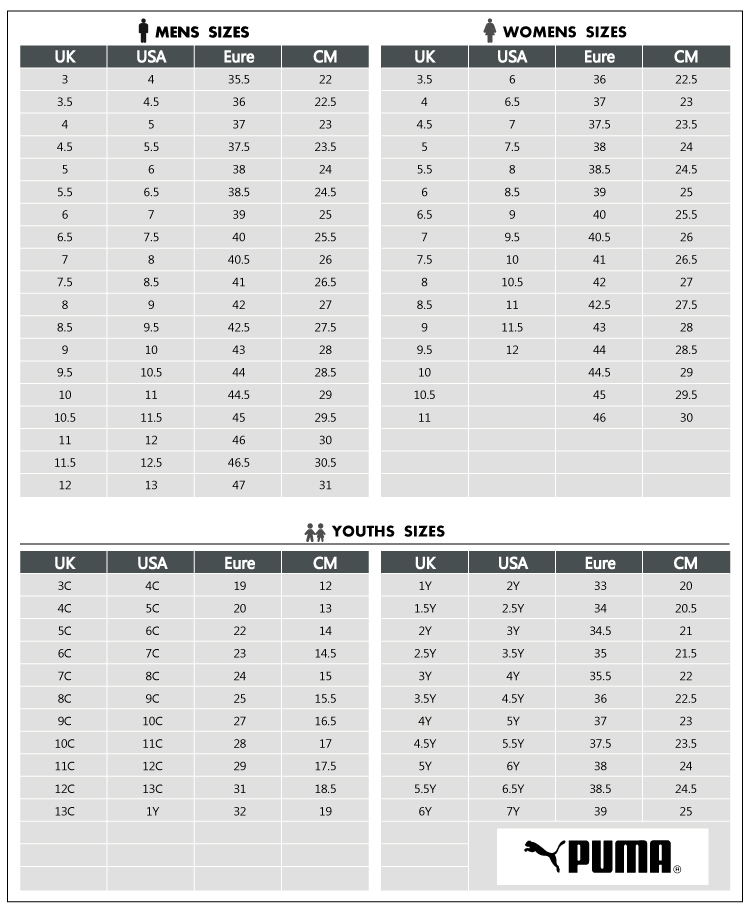 MENS SIZES
UK USA Eure CM
3 4 35.5 22
3.5 4.5 36 22.5
4 5 37 23
4.5 5.5 37.5 23.5
5 6 38 24
5.5 6.5 38.5 24.5
6 7 39 25
6.5 7.5 40 25.5
7 8 40.5 26
7.5 8.5 41 26.5
8 9 42 27
8.5 9.5 42.5 27.5
9 10 43 28
9.5 10.5 44 28.5
10 11 44.5 29
10.5 11.5 45 29.5
11 12 46 30
11.5 12.5 46.5 30.5
12 13 47 31
WOMENS SIZES
UK USA Eure CM
3.5 6 36 22.5
4 6.5 37 23
4.5 7 37.5 23.5
5 7.5 38 24
5.5 8 38.5 24.5
6 8.5 39 25
6.5 9 40 25.5
7 9.5 40.5 26
7.5 10 41 26.5
8 10.5 42 27
8.5 11 42.5 27.5
9 11.5 43 28
9.5 12 44 28.5
10 44.5 29
10.5 45 29.5
11 46 30
YOUTHS SIZES
UK USA Eure CM
3C 4C 19 12
4C 5C 20 13
5C 6C 22 14
6C 7C 23 14.5
7C 8C 24 15
8C 9C 25 15.5
9C 10C 27 16.5
10C 11C 28 17
11C 12C 29 17.5
12C 13C 31 18.5
13C 1Y 32 19
UK USA Eure CM
1Y 2Y 33 20
1.5Y 2.5Y 34 20.5
2Y 3Y 34.5 21
2.5Y 3.5Y 35 21.5
3Y 4Y 35.5 22
3.5Y 4.5Y 36 22.5
4Y 5Y 37 23
4.5Y 5.5Y 37.5 23.5
5Y 6Y 38 24
5.5Y 6.5Y 38.5 24.5
6Y 7Y 39 25
PUMA®